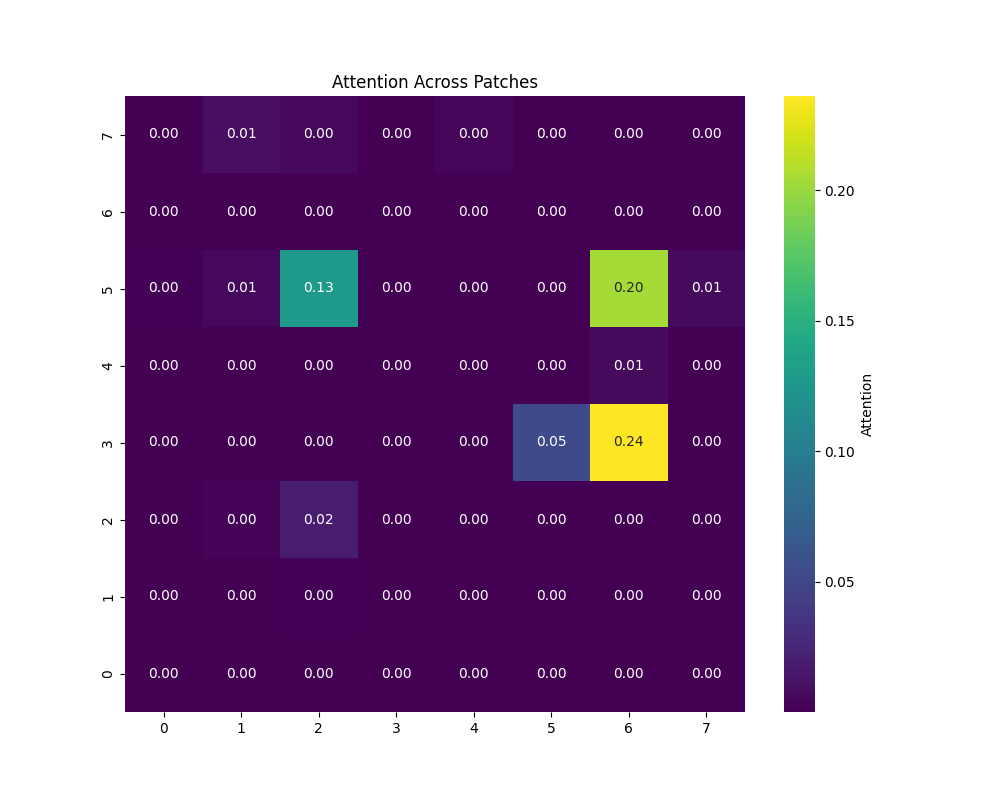 Attention Across Patches
7 0.00 0.01 0.00 0.00 0.00 0.00 0.00 0.00
6 0.00 0.00 0.00 0.00 0.00 0.00 0.00 0.00
5 0.00 0.01 0.13 0.00 0.00 0.00 0.20 0.01
4 0.00 0.00 0.00 0.00 0.00 0.00 0.01 0.00
3 0.00 0.00 0.00 0.00 0.00 0.05 0.24 0.00
2 0.00 0.00 0.02 0.00 0.00 0.00 0.00 0.00
1 0.00 0.00 0.00 0.00 0.00 0.00 0.00 0.00
0 0.00 0.00 0.00 0.00 0.00 0.00 0.00 0.00
0 1 2 3 4 5 6 7
0.20
0.15
0.10
0.05
Attention